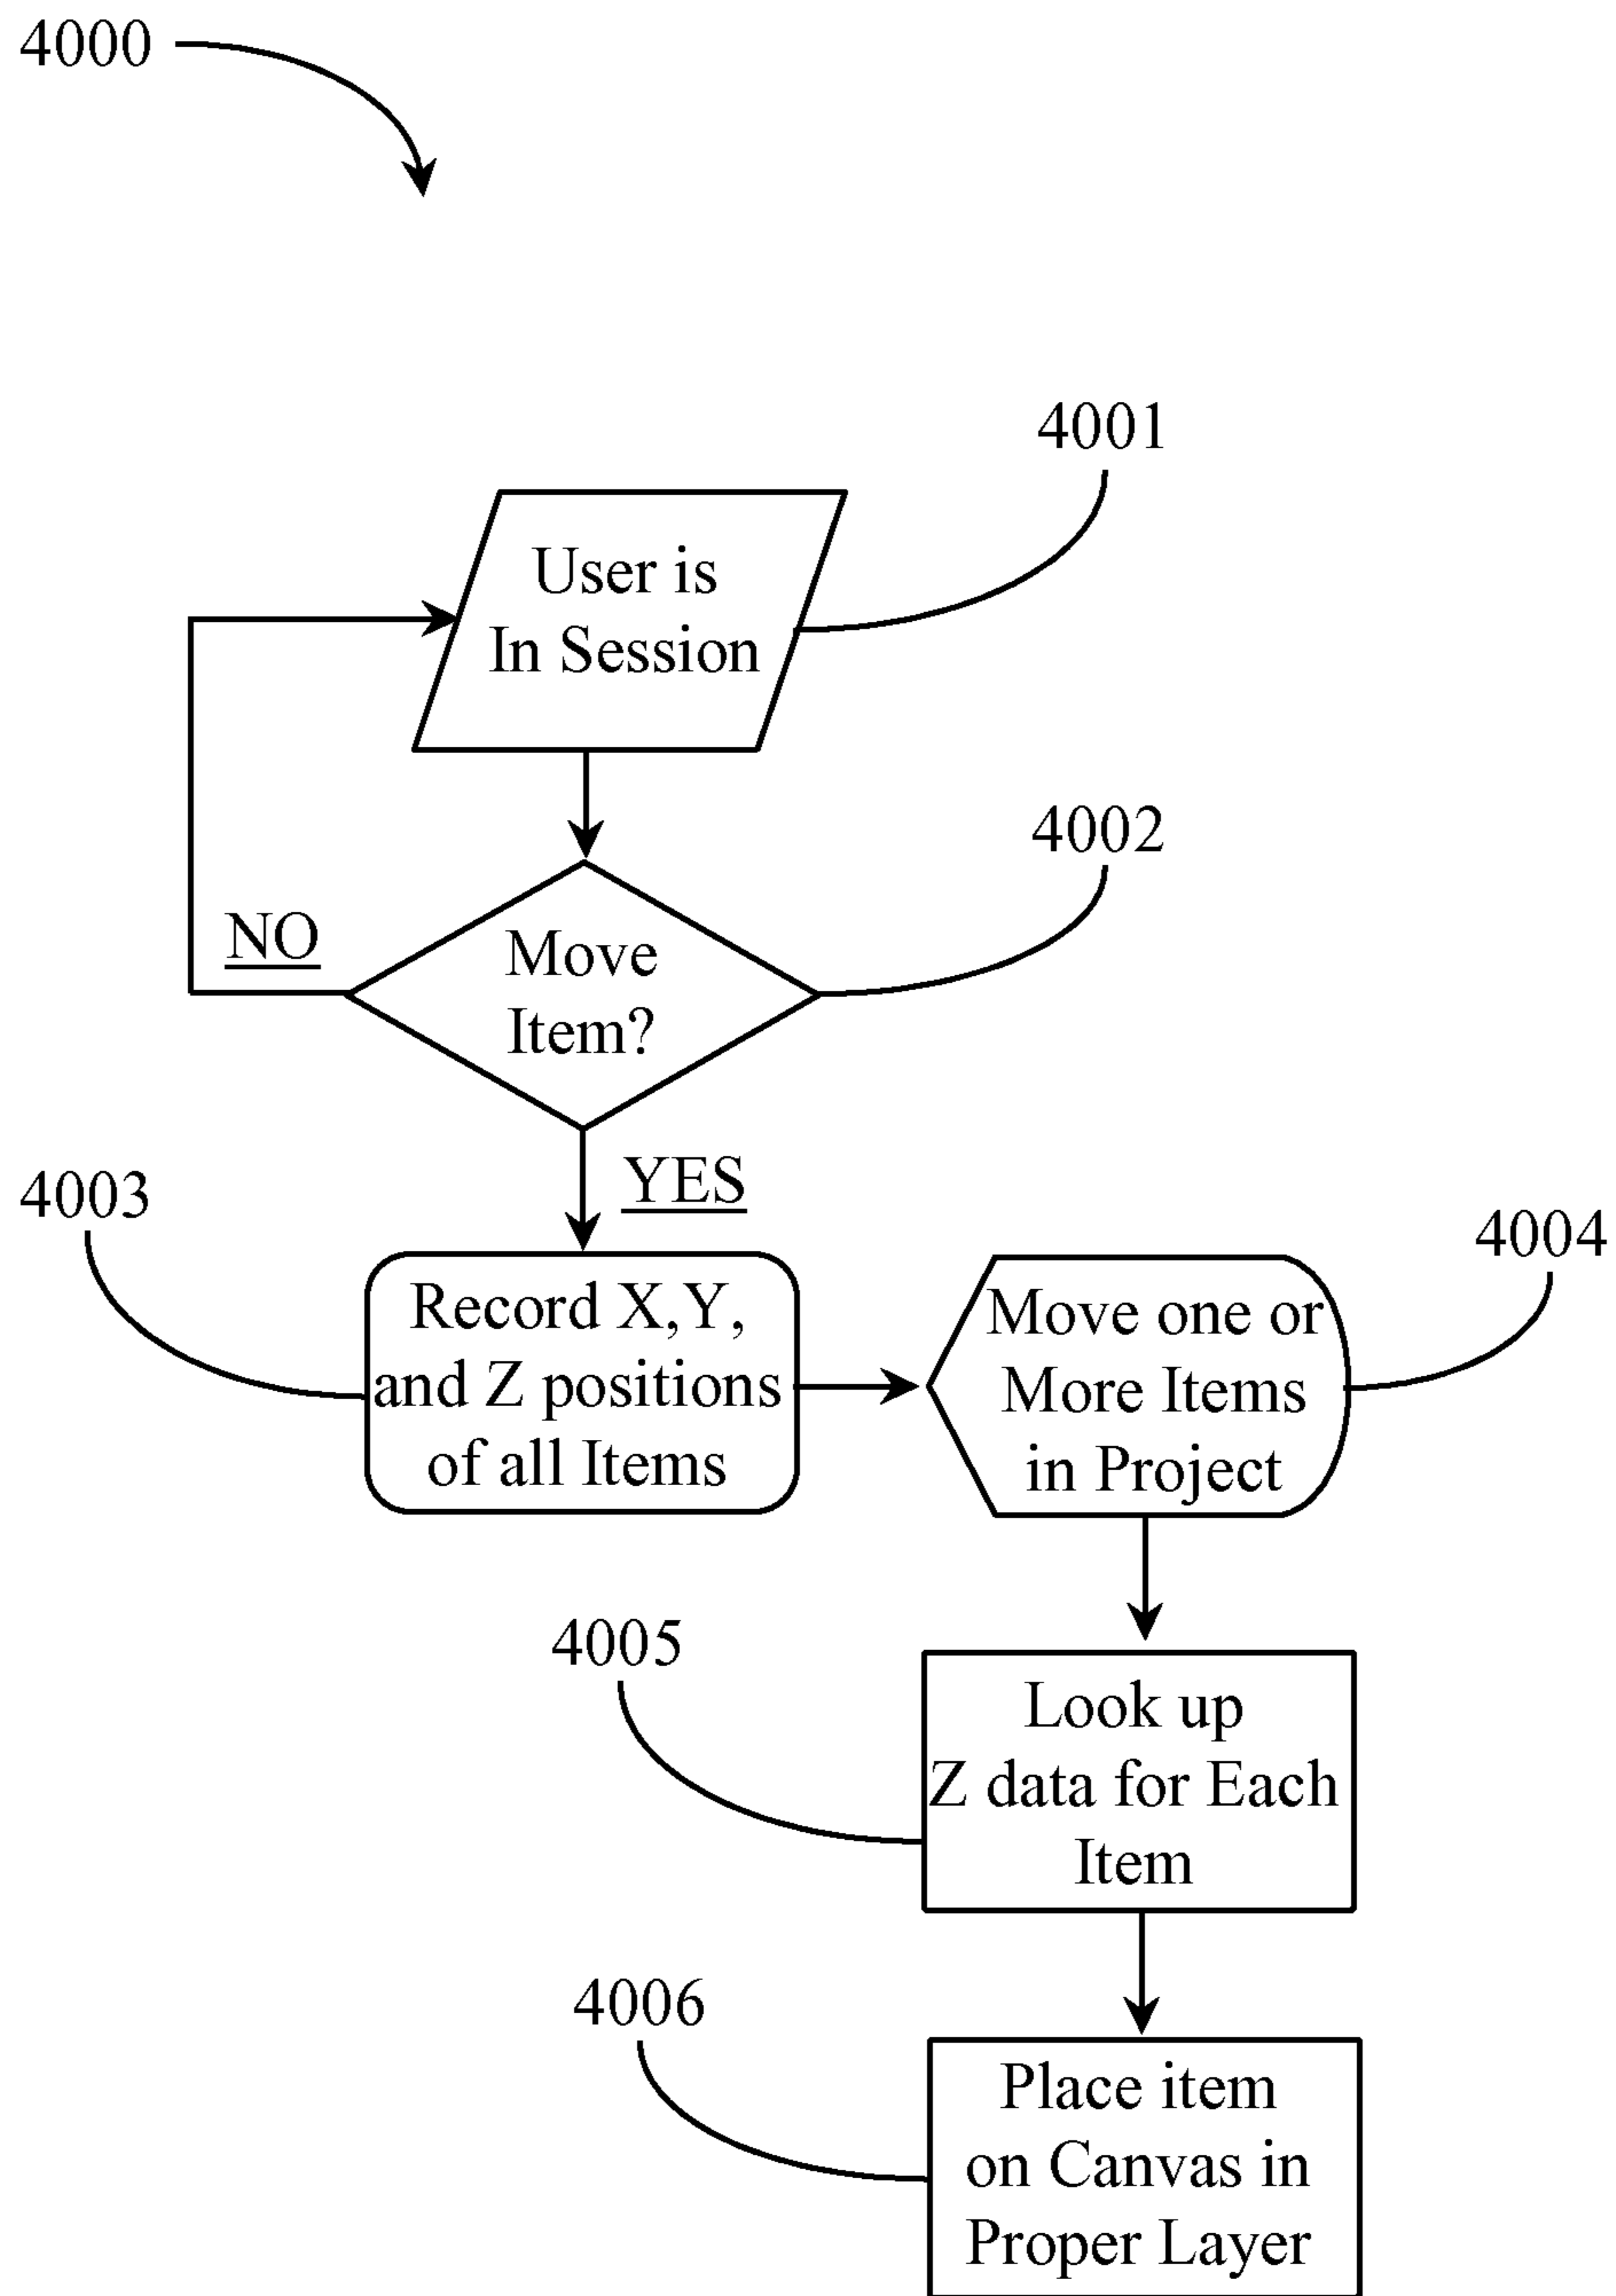 4000
4001
User is
In Session
4002
NO
Move
Item?
YES
4003
4004
Record X,Y,
and Z positions
of all Items
Move one or
More Items
in Project
4005
Look up
Z data for Each
Item
4006
Place item
on Canvas in
Proper Layer